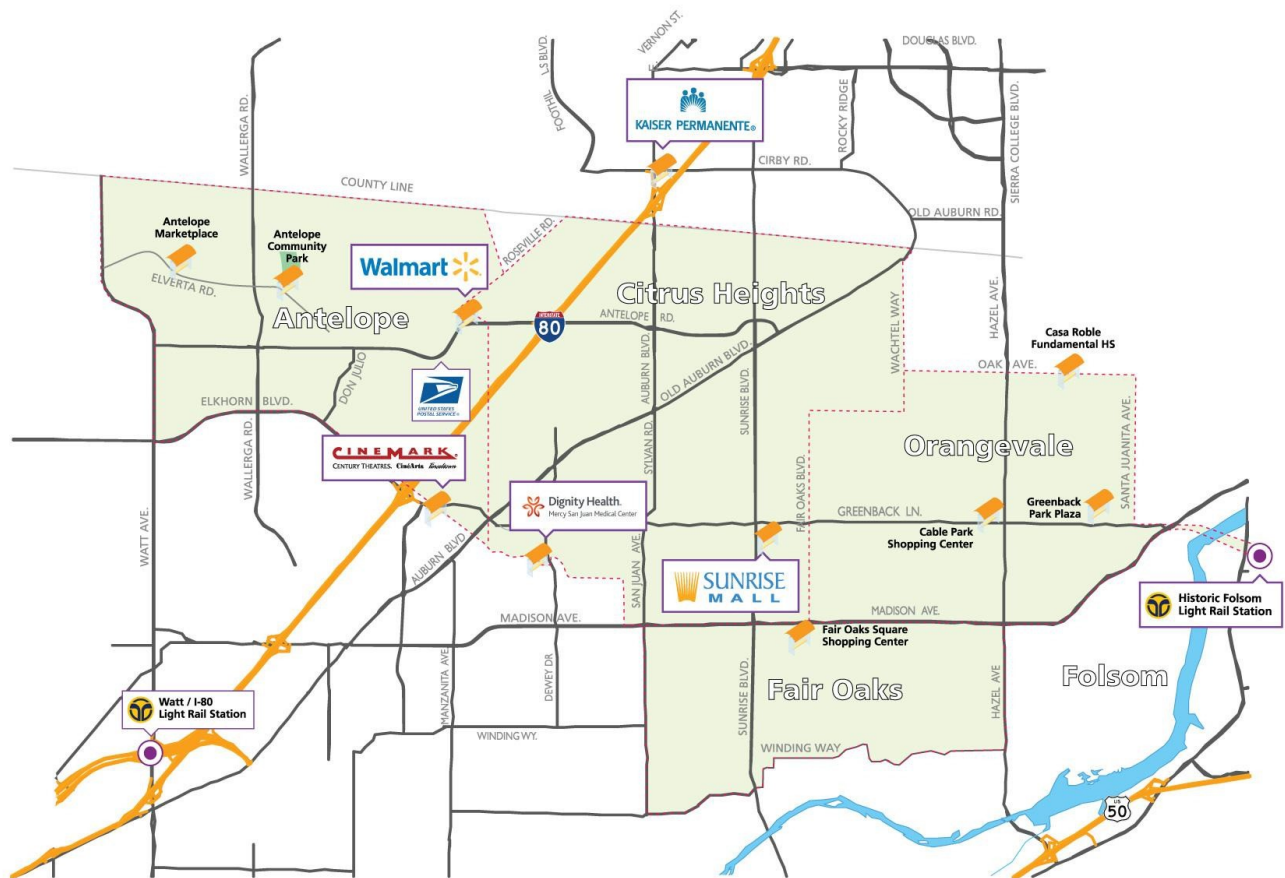 VERNON ST.
DOUGLAS BLVD.
FOOTHIL LS BLVD.
WALLERGA RD.
KAISER PERMANENTE®
ROCKY RIDGE
SIERRA COLLEGE BLVD.
CIRBY RD.
COUNTY LINE
OLD AUBURN RD.
Antelope
Marketplace
Antelope
Community
Park
ROSEVILLE RD.
Walmart
ELVERTA RD.
Citrus Heights
Antelope
ANTELOPE RD.
INTERSTATE
80
WACHTEL WAY
HAZEL AVE.
Casa Roble
Fundamental HS
OAK AVE.
DON JULIO
AUBURN BLVD.
OLD AUBURN BLVD.
SUNRISE BLVD.
UNITED STATES
POSTAL SERVICE®
ELKHORN BLVD.
WALLERGA RD.
CINEMARK
CENTURY THEATRES. CinéArts Tinseltown
SYLVAN RD.
Orangevale
SANTA JUANITA AVE.
FAIR OAKS BLVD.
Dignity Health.
Mercy San Juan Medical Center
GREENBACK LN.
Cable Park
Shopping Center
Greenback
Park Plaza
WATT AVE.
AUBURN BLVD
SAN JUAN AVE.
SUNRISE
MALL
MADISON AVE.
MADISON AVE.
Historic Folsom
Light Rail Station
Fair Oaks Square
Shopping Center
MANZANITA AVE.
DEWEY DR
SUNRISE BLVD.
Fair Oaks
HAZEL AVE
Folsom
Watt / I-80
Light Rail Station
WINDING WY.
WINDING WAY
US
50